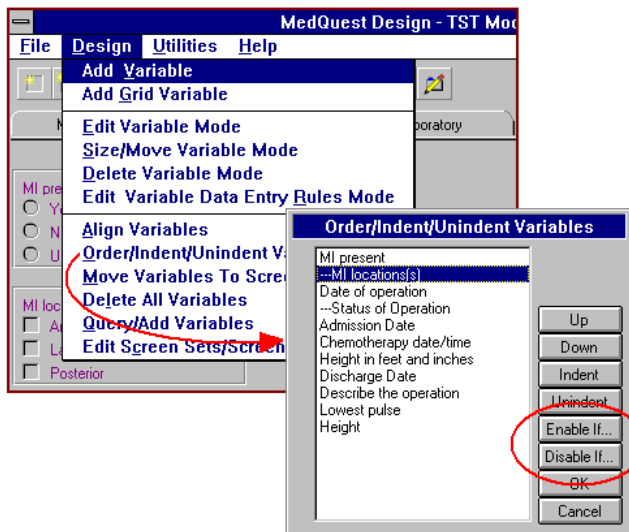 MedQuest Design - TST Mod
File Design Utilities Help
Add Variable
Add Grid Variable
Edit Variable Mode
Size/Move Variable Mode
Delete Variable Mode
Edit Variable Data Entry Rules Mode
Align Variables
Order/Indent/Unindent Va
Move Variables To Scree
Delete All Variables
Query/Add Variables
Edit Screen Sets/Screen
M
boratory
MI pre
Ye
N
U
MI loc
A
La
Posterior
Order/Indent/Unindent Variables
MI present
---MI locations(s)
Date of operation
---Status of Operation
Admission Date
Chemotherapy date/time
Height in feet and inches
Discharge Date
Describe the operation
Lowest pulse
Height
Up
Down
Indent
Unindent
Enable If...
Disable If...
OK
Cancel